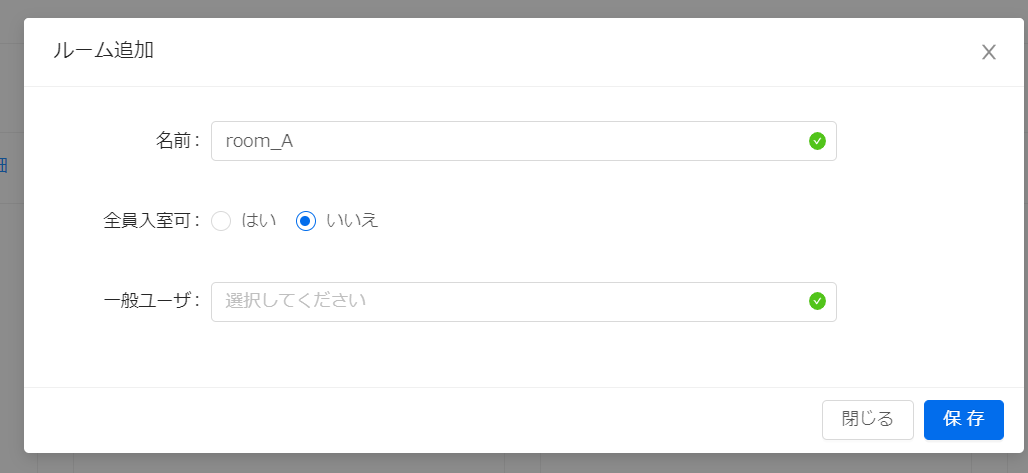 ルーム追加
名前 : room_A
全員入室可 : はい いいえ
一般ユーザ : 選択してください
閉じる 保存